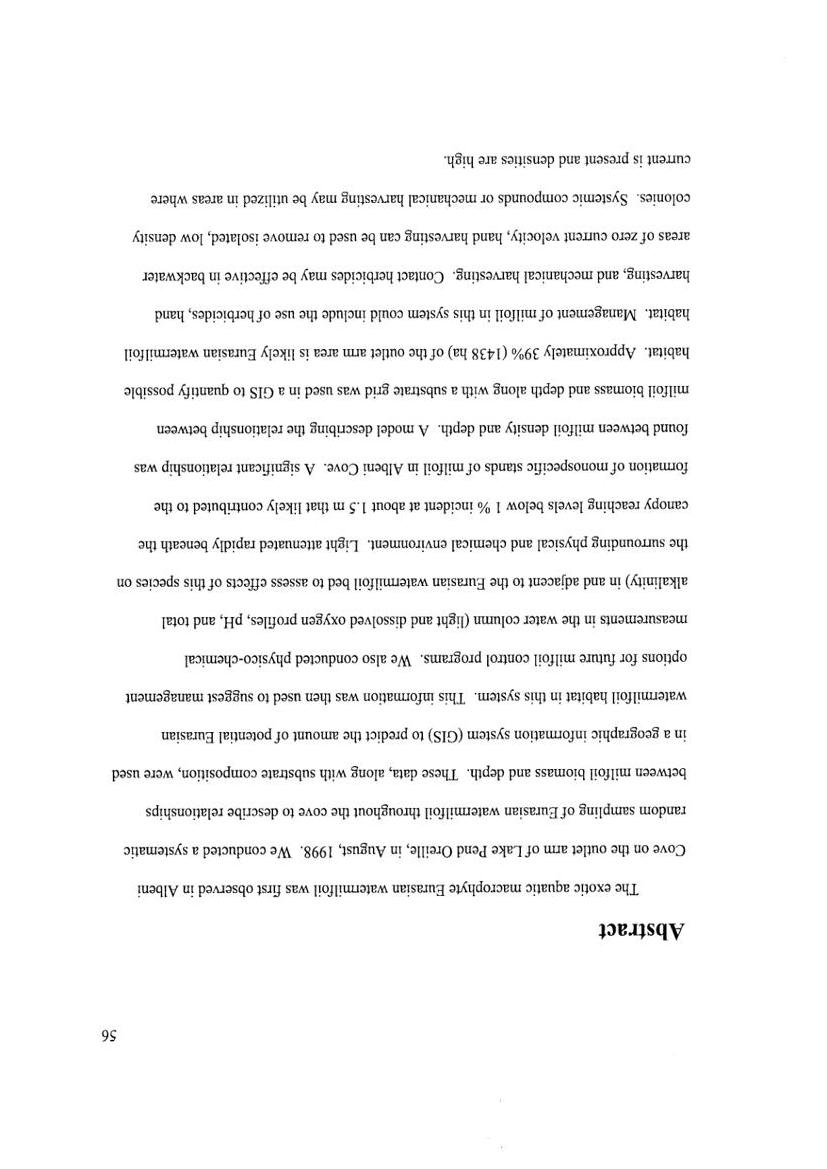 56
Abstract
The exotic aquatic macrophyte Eurasian watermilfoil was first observed in Albeni
Cove on the outlet arm of Lake Pend Oreille, in August, 1998. We conducted a systematic
random sampling of Eurasian watermilfoil throughout the cove to describe relationships
between milfoil biomass and depth. These data, along with substrate composition, were used
in a geographic information system (GIS) to predict the amount of potential Eurasian
watermilfoil habitat in this system. This information was then used to suggest management
options for future milfoil control programs. We also conducted physico-chemical
measurements in the water column (light and dissolved oxygen profiles, pH, and total
alkalinity) in and adjacent to the Eurasian watermilfoil bed to assess effects of this species on
the surrounding physical and chemical environment. Light attenuated rapidly beneath the
canopy reaching levels below 1 % incident at about 1.5 m that likely contributed to the
formation of monospecific stands of milfoil in Albeni Cove. A significant relationship was
found between milfoil density and depth. A model describing the relationship between
milfoil biomass and depth along with a substrate grid was used in a GIS to quantify possible
habitat. Approximately 39% (1438 ha) of the outlet arm area is likely Eurasian watermilfoil
habitat. Management of milfoil in this system could include the use of herbicides, hand
harvesting, and mechanical harvesting. Contact herbicides may be effective in backwater
areas of zero current velocity, hand harvesting can be used to remove isolated, low density
colonies. Systemic compounds or mechanical harvesting may be utilized in areas where
current is present and densities are high.